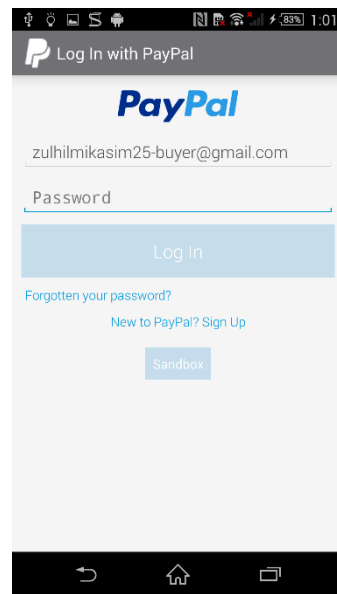 83% 1:01
Log In with PayPal
PayPal
zulhilmikasim25-buyer@gmail.com
Password
Log In
Forgotten your password?
New to PayPal? Sign Up
Sandbox